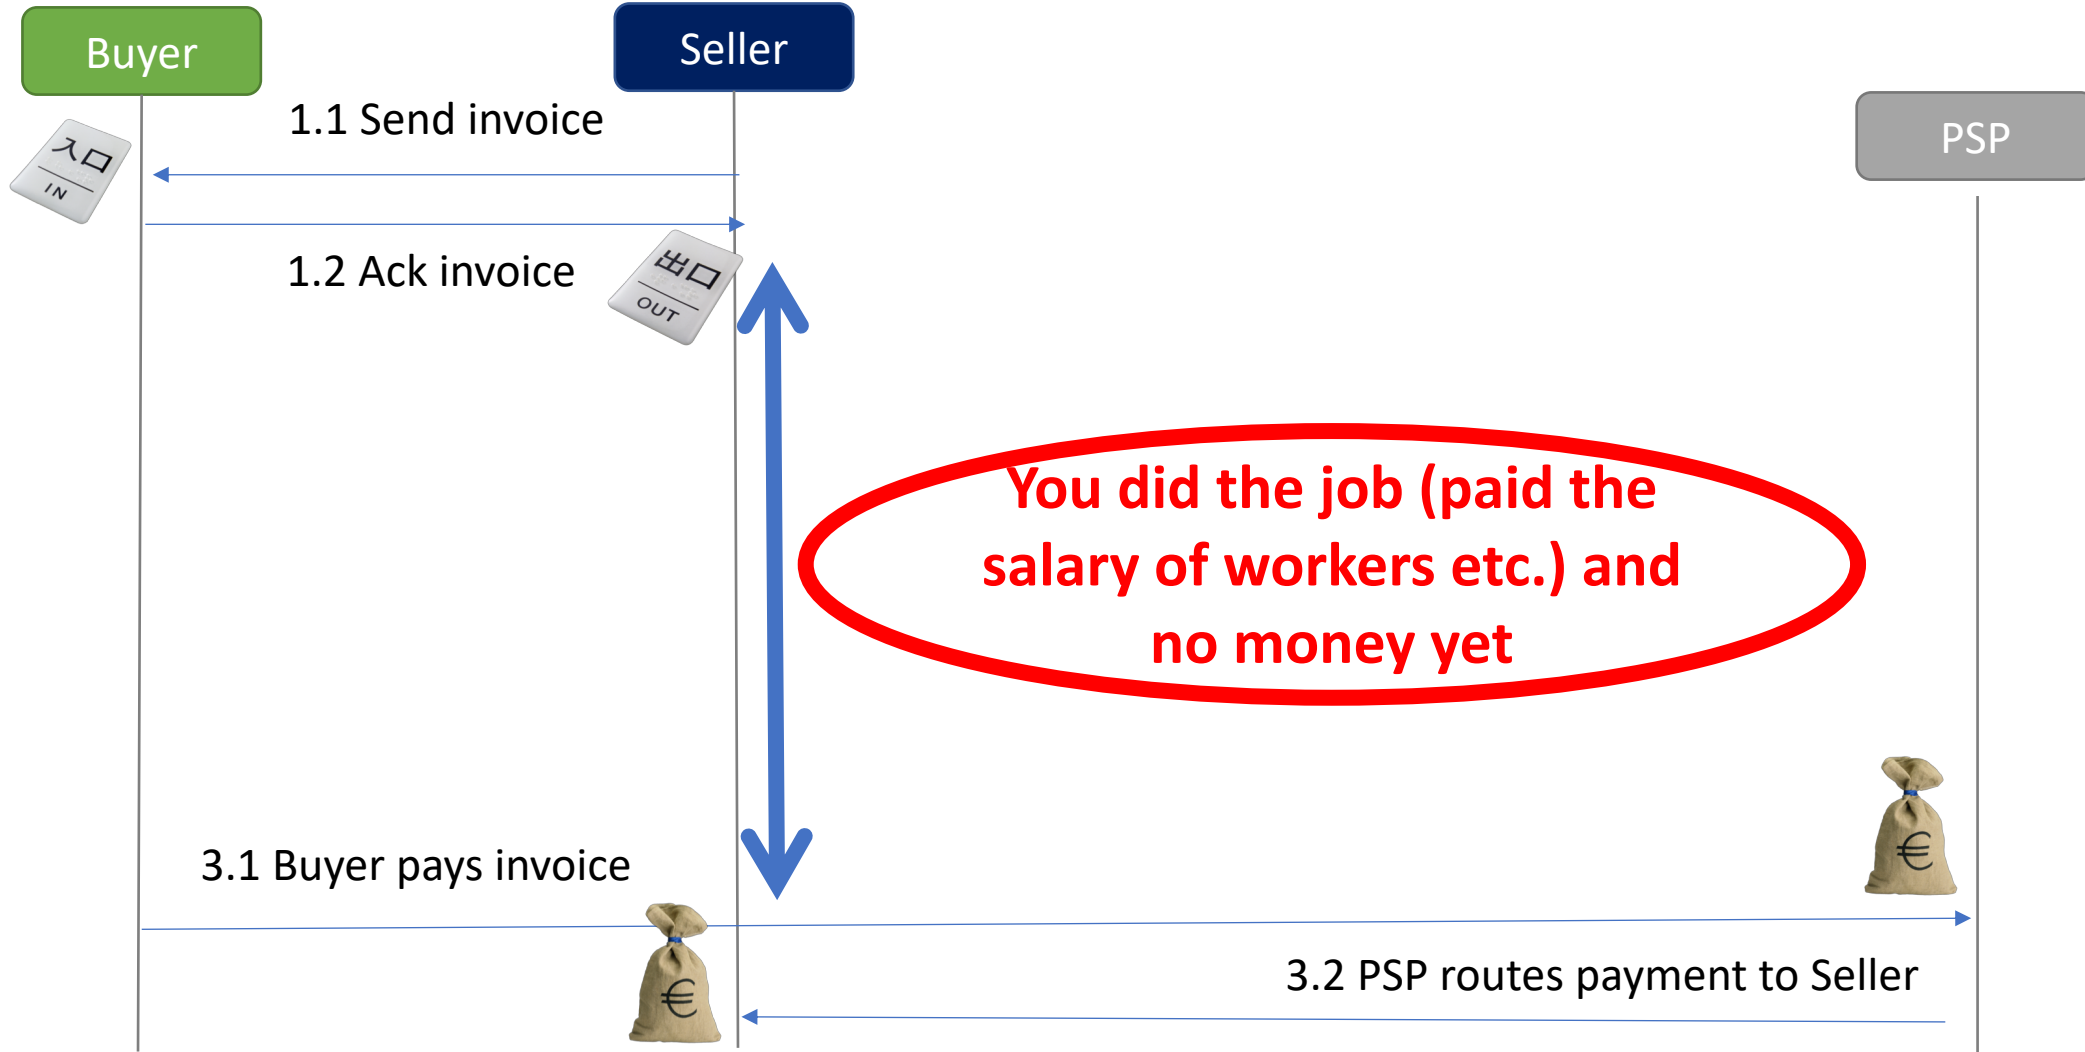 Buyer
Seller
PSP
1.1 Send invoice
入口
IN
1.2 Ack invoice
出口
OUT
You did the job (paid the
salary of workers etc.) and
no money yet
3.1 Buyer pays invoice
€
€
3.2 PSP routes payment to Seller